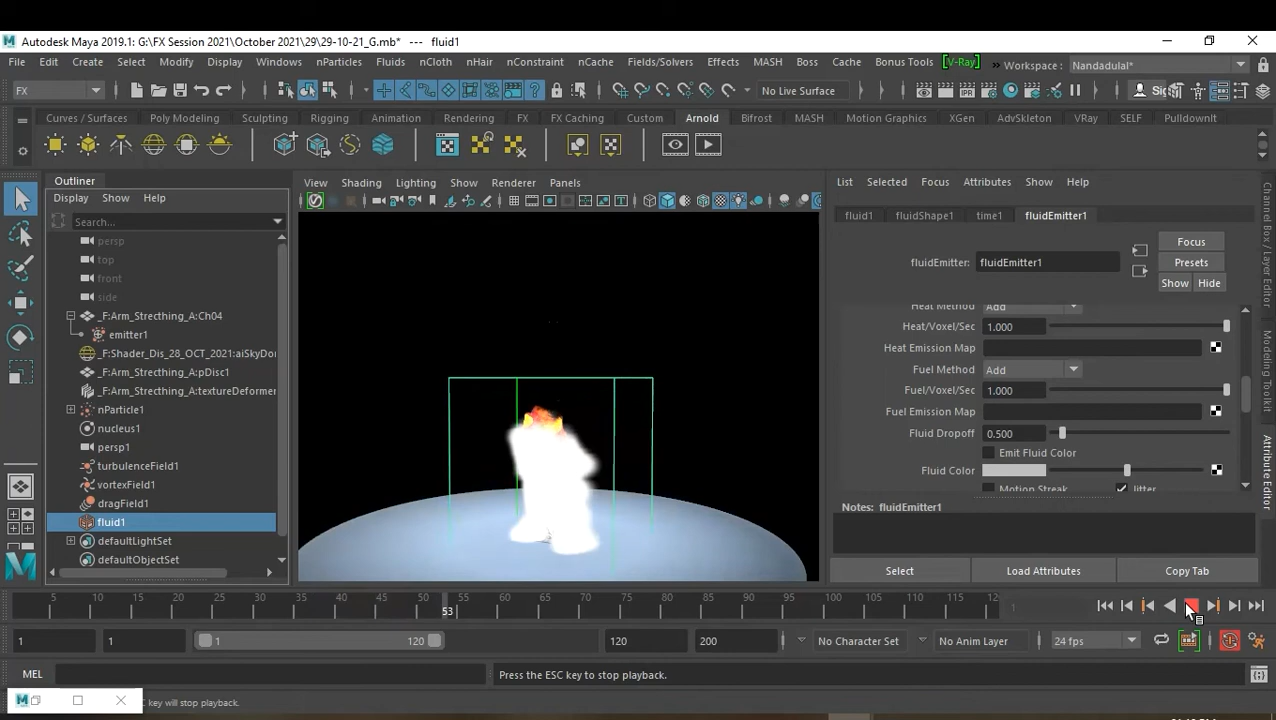 Autodesk Maya 2019.1: G:\FX Session 2021\October 2021\29\29-10-21_G.mb* --- fluid1
File Edit Create Select Modify Display Windows nParticles Fluids nCloth nHair nConstraint nCache Fields/Solvers Effects MASH Boss Cache Bonus Tools [V-Ray] Workspace : Nandadulal*
FX No Live Surface
Curves / Surfaces Poly Modeling Sculpting Rigging Animation Rendering FX FX Caching Custom Arnold Bifrost MASH Motion Graphics XGen AdvSkeleton VRay SELF PulldownIt
Outliner
Display Show Help
Search...
persp
top
front
side
_F:Arm_Strecthing_A:Ch04
emitter1
_F:Shader_Dis_28_OCT_2021:aiSkyDo
_F:Arm_Strecthing_A:pDisc1
_F:Arm_Strecthing_A:textureDeformer
nParticle1
nucleus1
persp1
turbulenceField1
vortexField1
dragField1
fluid1
defaultLightSet
defaultObjectSet
View Shading Lighting Show Renderer Panels
List Selected Focus Attributes Show Help
fluid1 fluidShape1 time1 fluidEmitter1
Focus
fluidEmitter: fluidEmitter1 Presets
Show Hide
Heat Method Add
Heat/Voxel/Sec 1.000
Heat Emission Map
Fuel Method Add
Fuel/Voxel/Sec 1.000
Fuel Emission Map
Fluid Dropoff 0.500
Emit Fluid Color
Fluid Color
Motion Streak Jitter
Notes: fluidEmitter1
Select Load Attributes Copy Tab
Channel Box / Layer Editor
Modeling Toolkit
Attribute Editor
5 10 15 20 25 30 35 40 45 50 53 55 60 65 70 75 80 85 90 95 100 105 110 115 12
1
1 1 1 120 120 200 No Character Set No Anim Layer 24 fps
MEL Press the ESC key to stop playback.
key will stop playback.